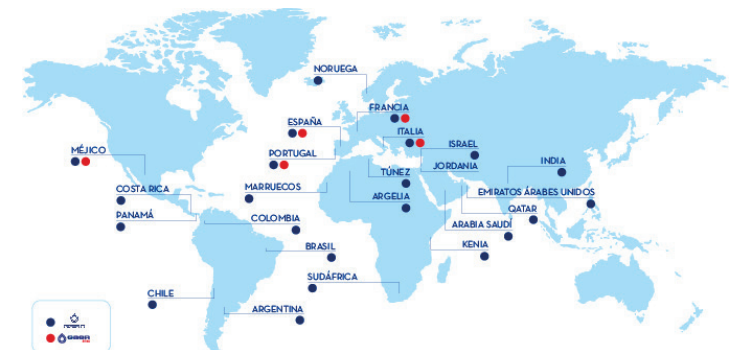 NORUEGA
FRANCIA
ESPAÑA
ITALIA
ISRAEL
MÉJICO
PORTUGAL
JORDANIA
INDIA
TÚNEZ
COSTA RICA
MARRUECOS
ARGELIA
EMIRATOS ÁRABES UNIDOS
PANAMÁ
COLOMBIA
QATAR
ARABIA SAUDÍ
BRASIL
KENIA
SUDÁFRICA
CHILE
ARGENTINA